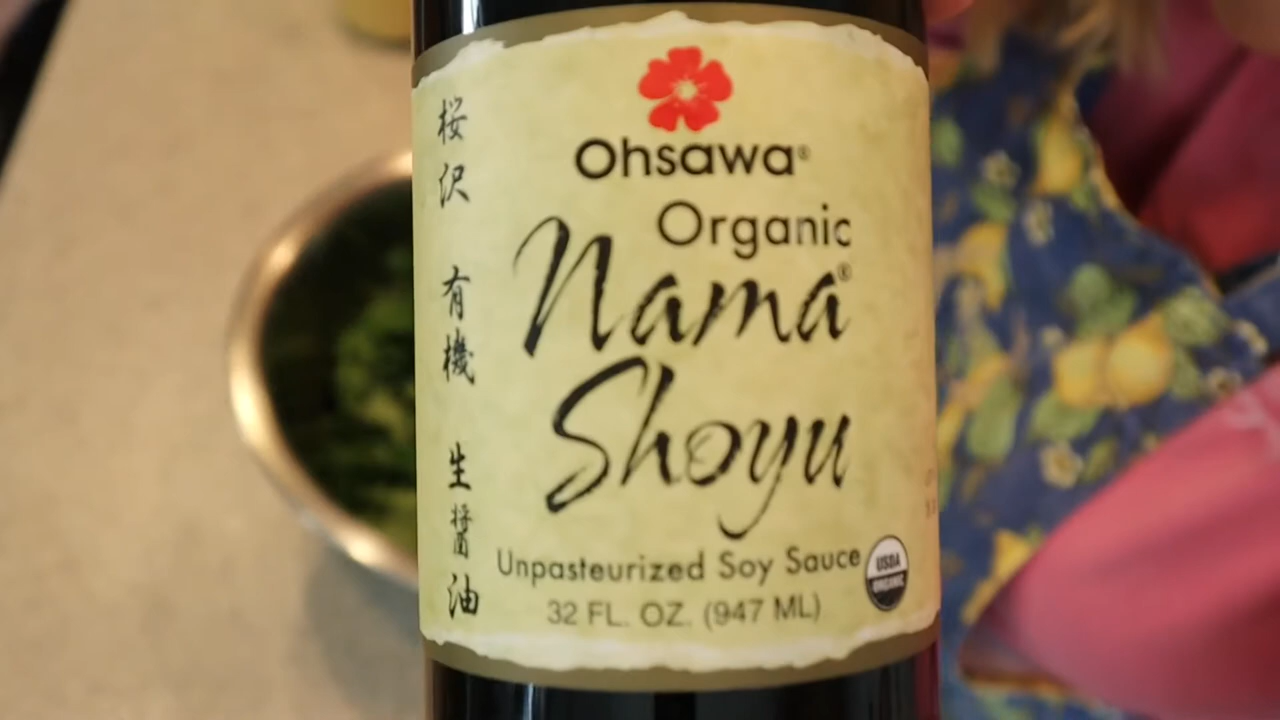 桜沢 有機 生醤油
Ohsawa®
Organic
Nama®
Shoyu
Unpasteurized Soy Sauce
USDA
ORGANIC
32 FL. OZ. (947 ML)